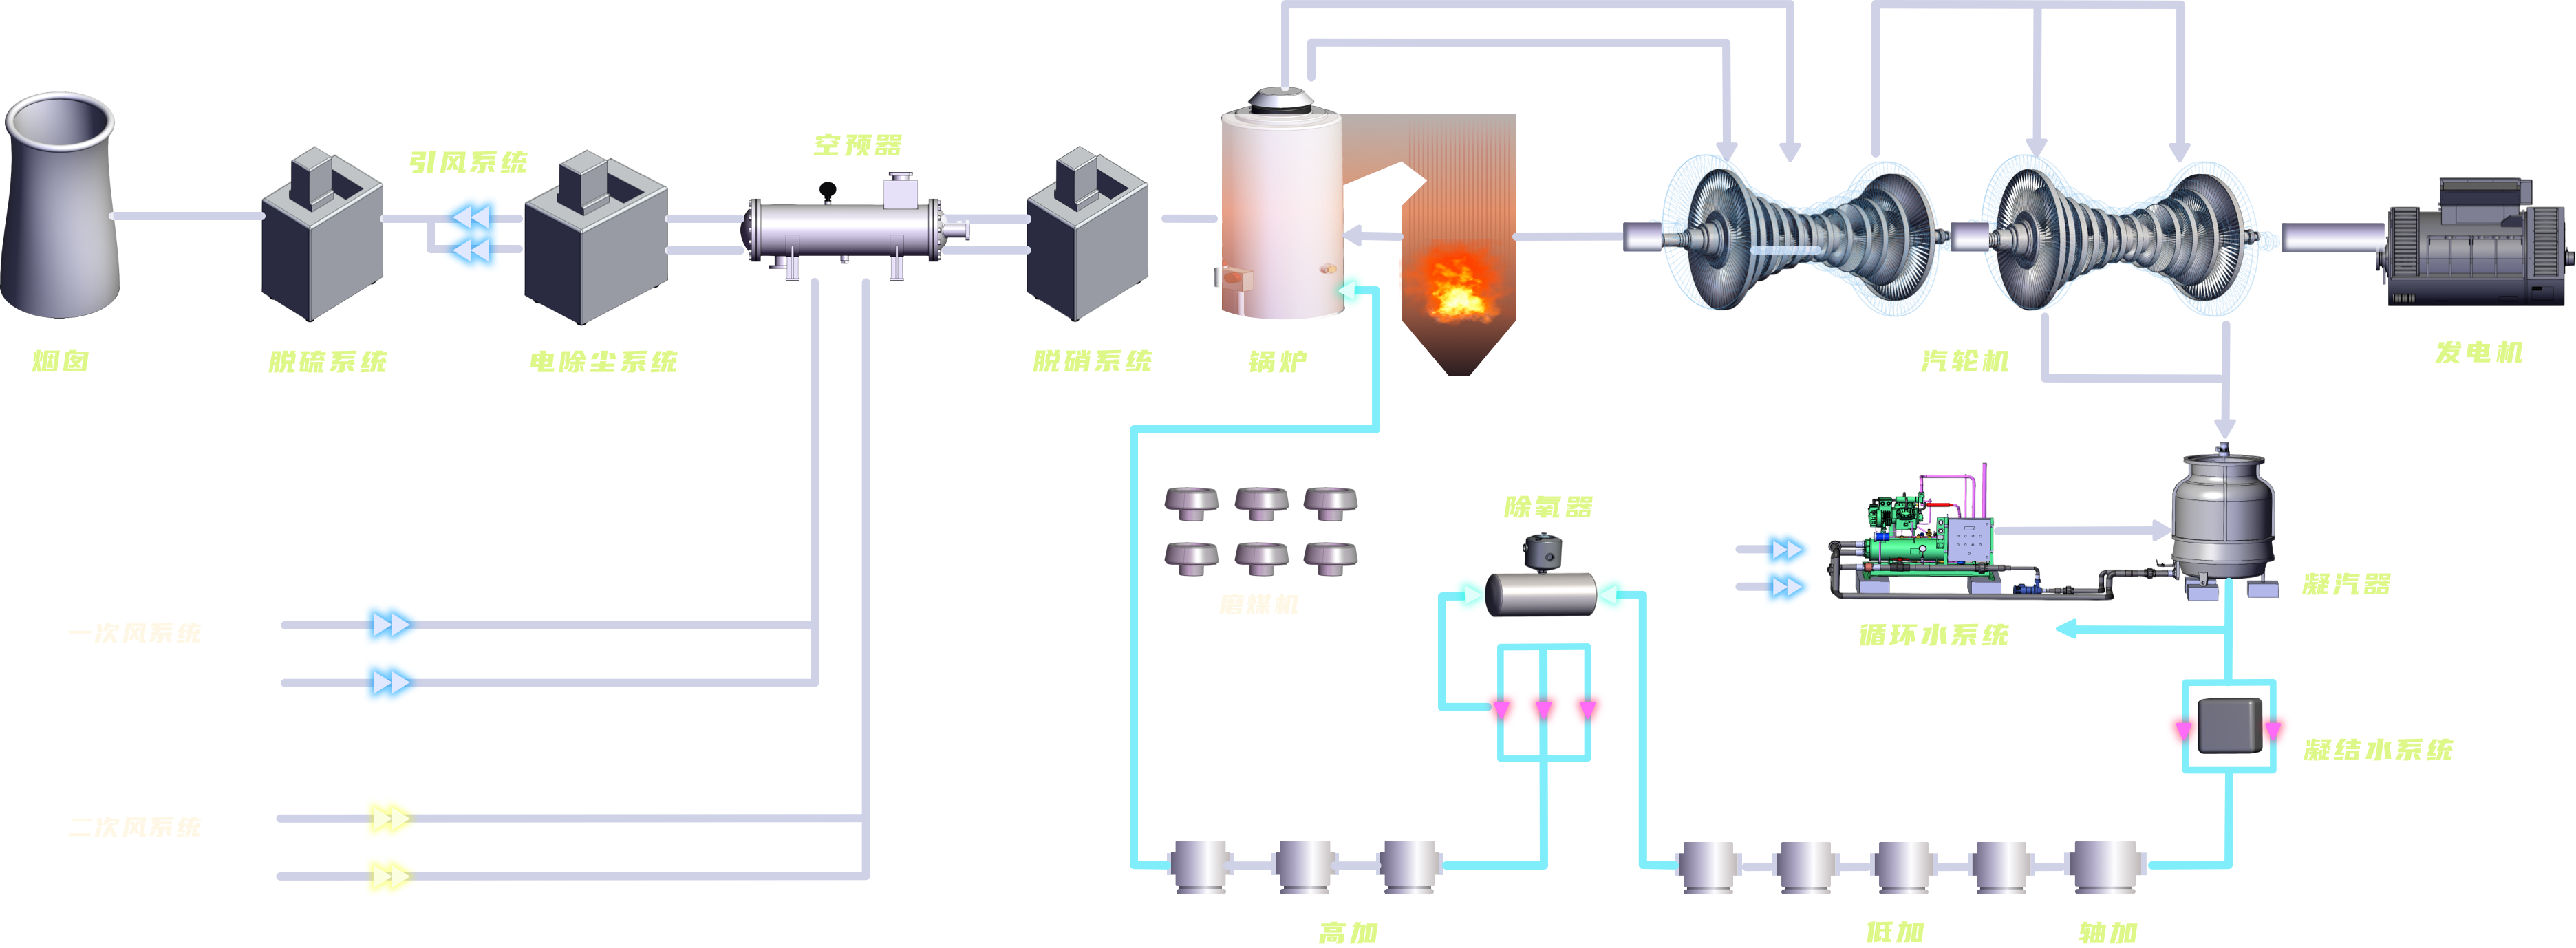 空预器
引风系统
烟囱
脱硫系统
电除尘系统
脱硝系统
锅炉
汽轮机
发电机
除氧器
凝汽器
磨煤机
一次风系统
循环水系统
凝结水系统
二次风系统
高加
低加
轴加